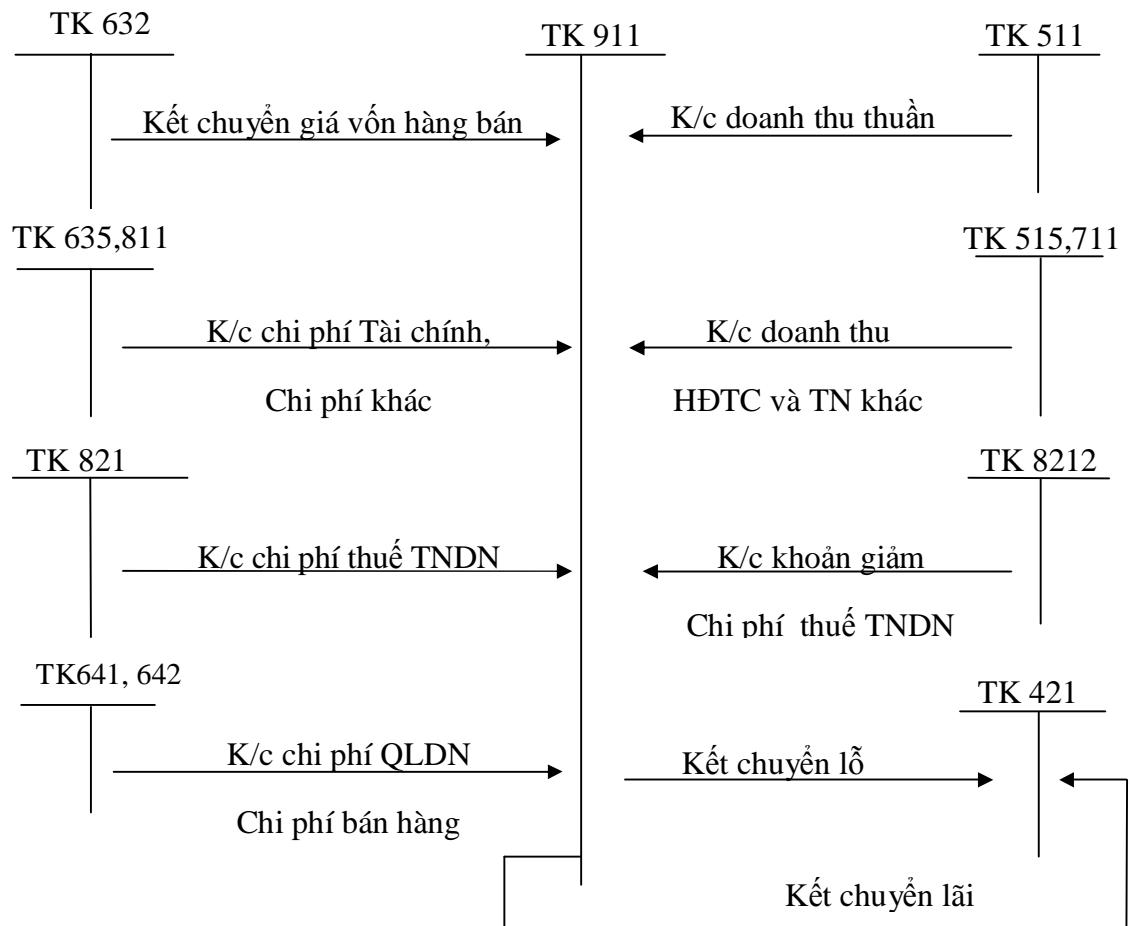 TK 632
TK 911
TK 511
Kết chuyển giá vốn hàng bán
K/c doanh thu thuần
TK 635,811
TK 515,711
K/c chi phí Tài chính,
K/c doanh thu
Chi phí khác
HĐTC và TN khác
TK 821
TK 8212
K/c chi phí thuế TNDN
K/c khoản giảm
Chi phí thuế TNDN
TK641, 642
TK 421
K/c chi phí QLDN
Kết chuyển lỗ
Chi phí bán hàng
Kết chuyển lãi